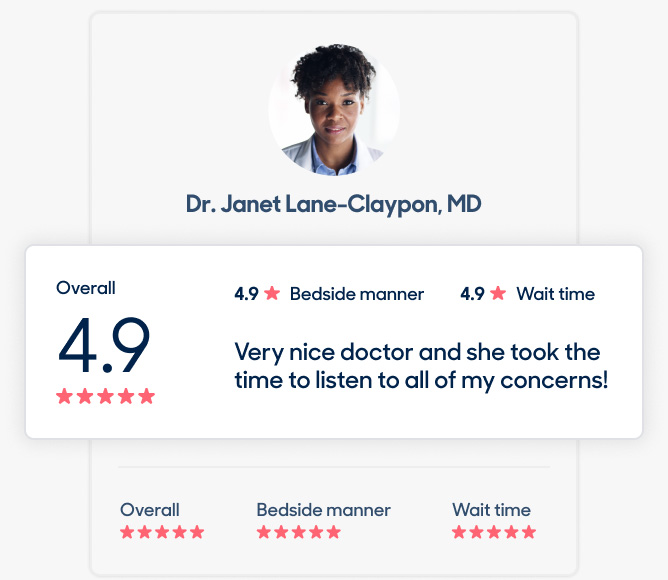 Dr. Janet Lane-Claypon, MD
Overall
4.9
4.9 Bedside manner
4.9 Wait time
Very nice doctor and she took the
time to listen to all of my concerns!
Overall
Bedside manner
Wait time